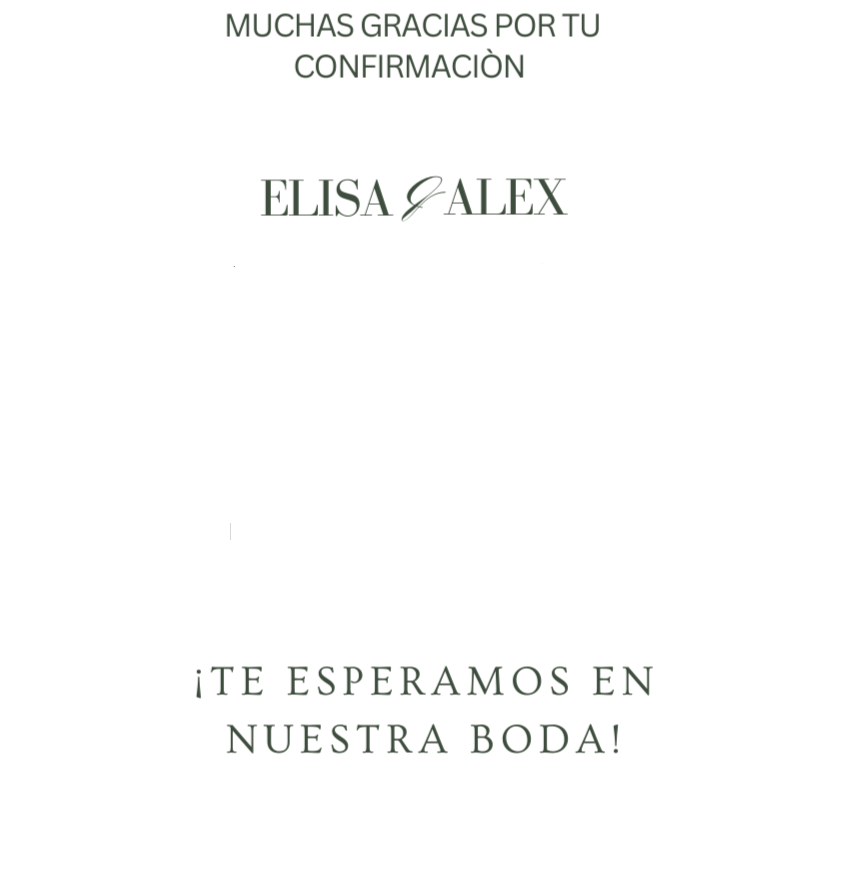 MUCHAS GRACIAS POR TU
CONFIRMACIÒN
ELISA & ALEX
¡TE ESPERAMOS EN
NUESTRA BODA!